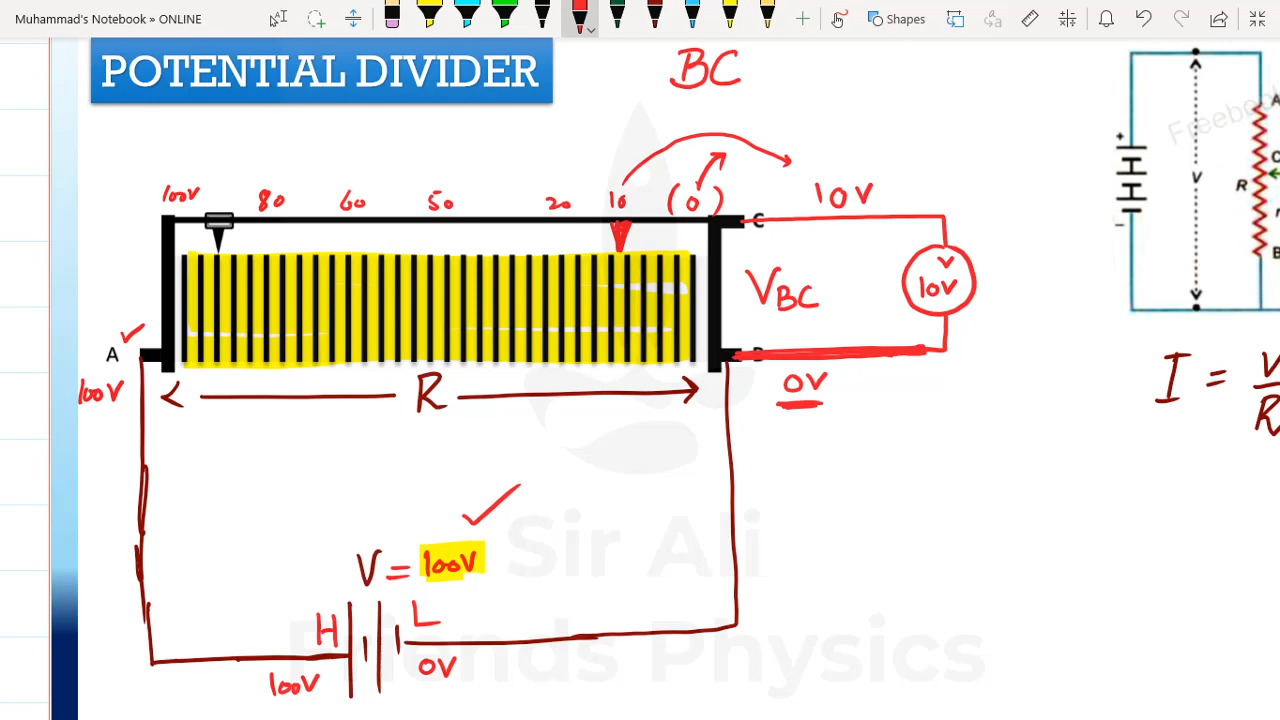 Muhammad's Notebook » ONLINE
Shapes
POTENTIAL DIVIDER
BC
100V 80 60 50 20 10 (0)
C
10V
V
10V
VBC
A
100V
R
B
0V
V = 100V
H
L
100V
0V
Sir Ali
Friends Physics
Freebook
+
V
R
A
B
-
I = V
R